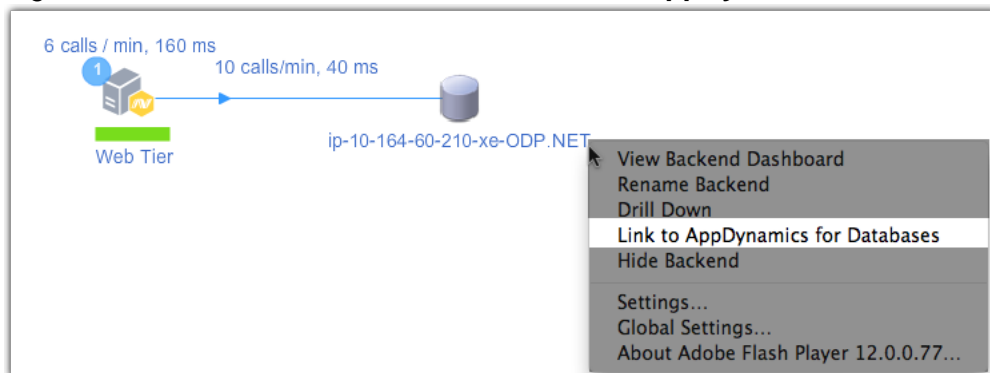 6 calls / min, 160 ms
1
10 calls/min, 40 ms
ip-10-164-60-210-xe-ODP.NET
Web Tier
View Backend Dashboard
Rename Backend
Drill Down
Link to AppDynamics for Databases
Hide Backend
Settings...
Global Settings...
About Adobe Flash Player 12.0.0.77...